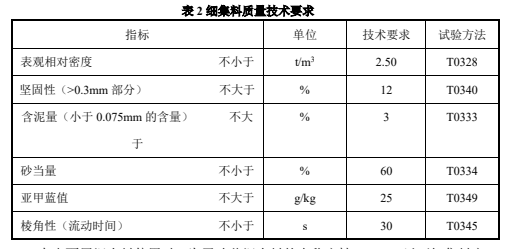 表 2 细集料质量技术要求
指标 单位 技术要求 试验方法
表观相对密度 不小于 t/m³ 2.50 T0328
坚固性（>0.3mm 部分） 不大于 % 12 T0340
含泥量（小于 0.075mm 的含量） 不大 % 3 T0333
于
砂当量 不小于 % 60 T0334
亚甲蓝值 不大于 g/kg 25 T0349
棱角性（流动时间） 不小于 s 30 T0345